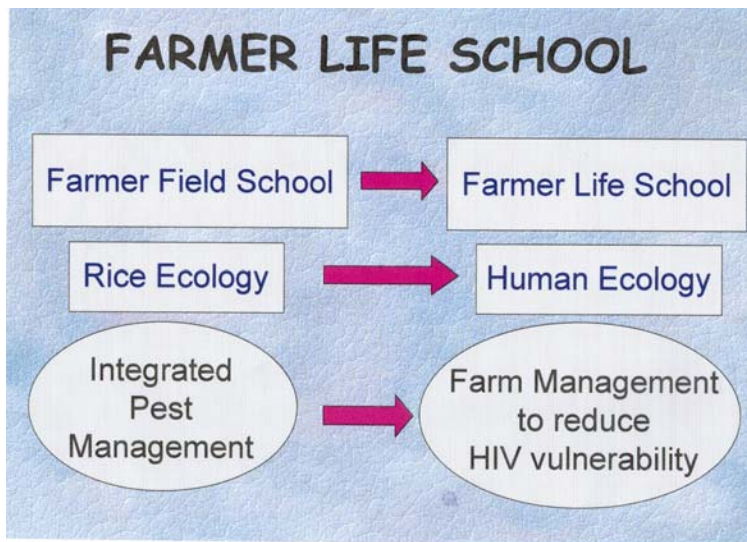 FARMER LIFE SCHOOL
Farmer Field School
Farmer Life School
Rice Ecology
Human Ecology
Integrated
Pest
Management
Farm Management
to reduce
HIV vulnerability